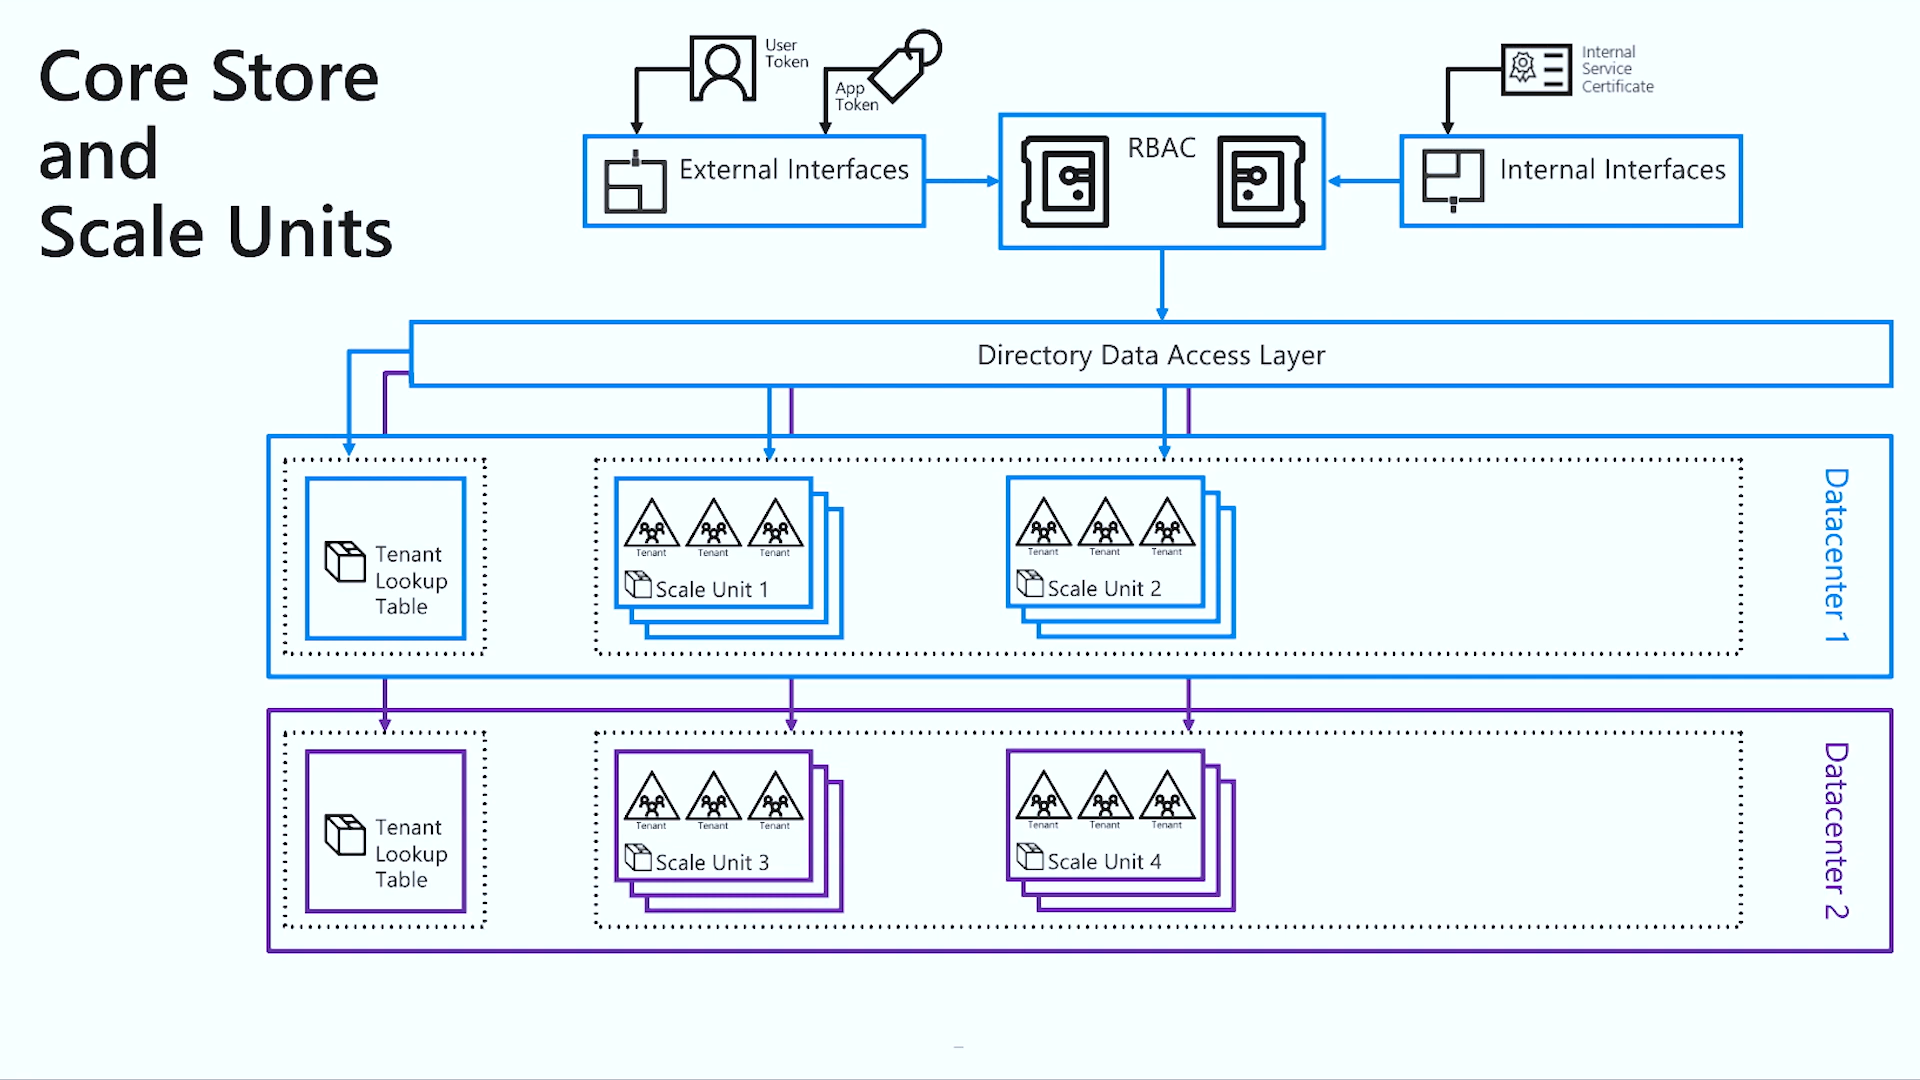 Core Store
and
Scale Units
User
Token
App
Token
Internal
Service
Certificate
External Interfaces
RBAC
Internal Interfaces
Directory Data Access Layer
Tenant
Lookup
Table
Tenant Tenant Tenant
Scale Unit 1
Tenant Tenant Tenant
Scale Unit 2
Datacenter 1
Tenant
Lookup
Table
Tenant Tenant Tenant
Scale Unit 3
Tenant Tenant Tenant
Scale Unit 4
Datacenter 2